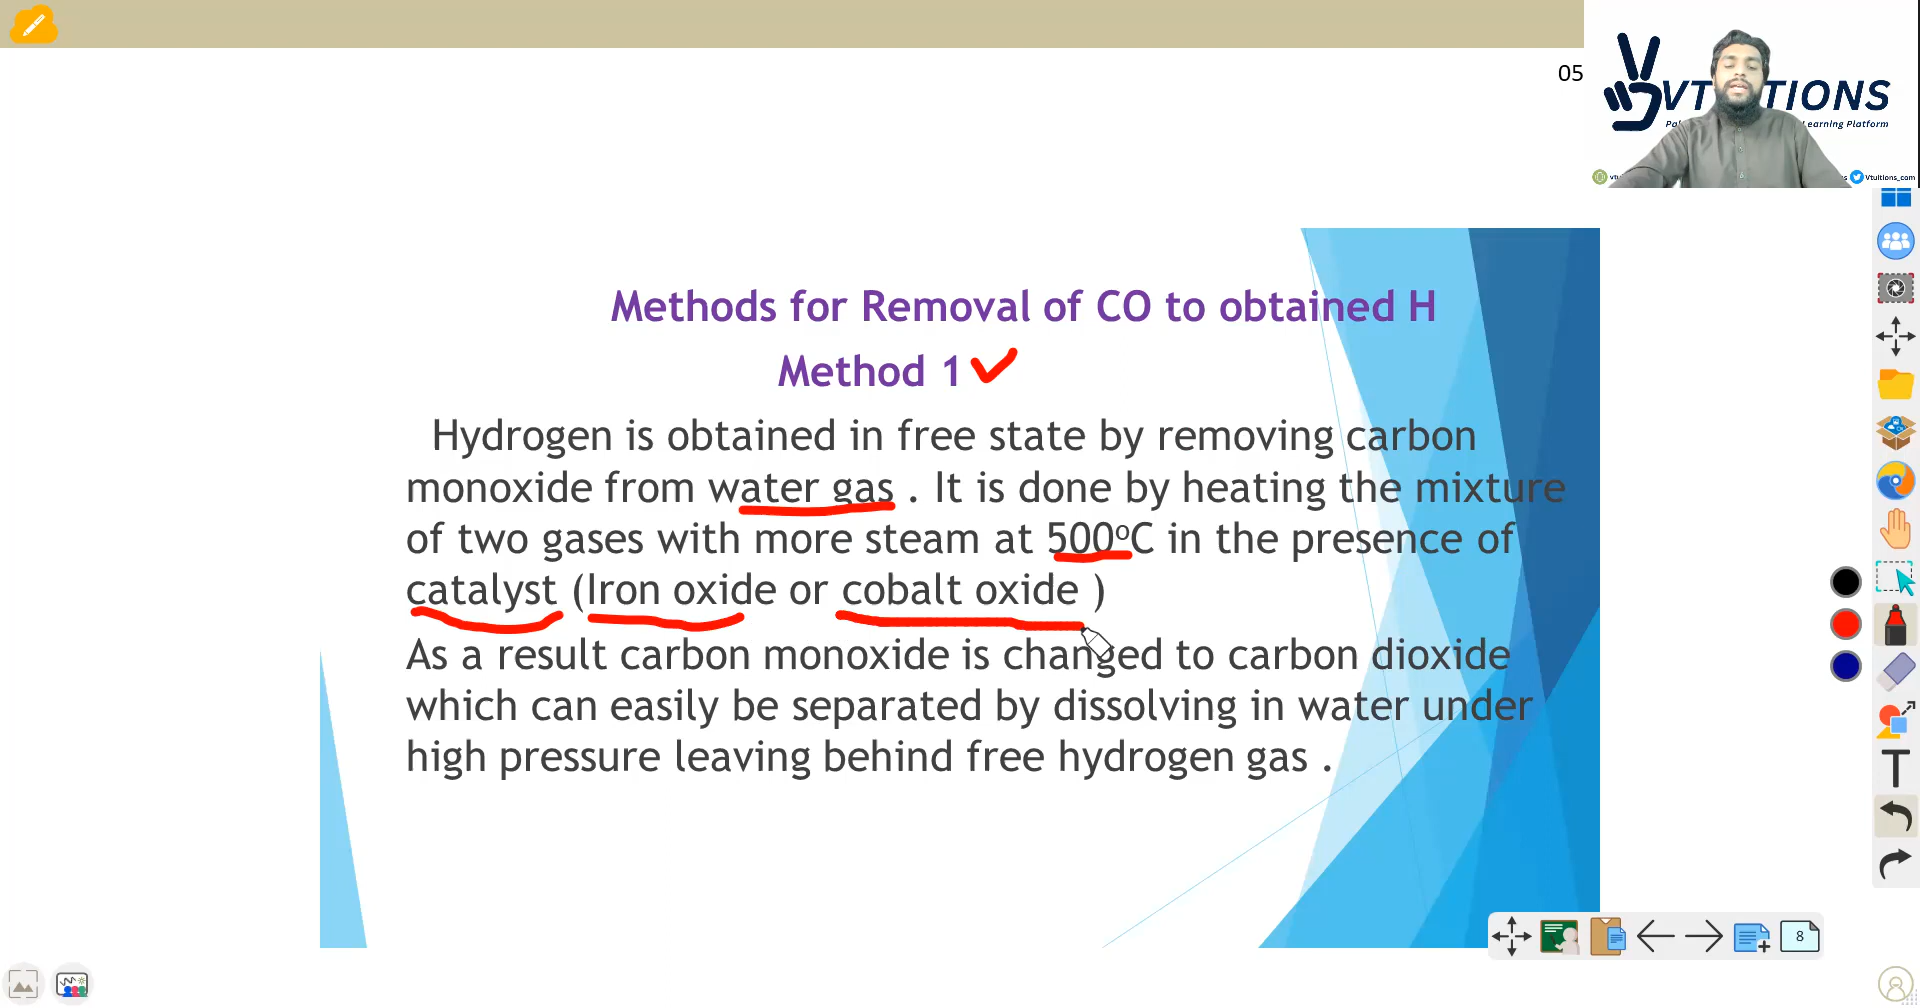 05
VT TIONS
Learning Platform
Vtuitions_com
Methods for Removal of CO to obtained H
Method 1
Hydrogen is obtained in free state by removing carbon
monoxide from water gas . It is done by heating the mixture
of two gases with more steam at 500ºC in the presence of
catalyst (Iron oxide or cobalt oxide )
As a result carbon monoxide is changed to carbon dioxide
which can easily be separated by dissolving in water under
high pressure leaving behind free hydrogen gas .
T
8